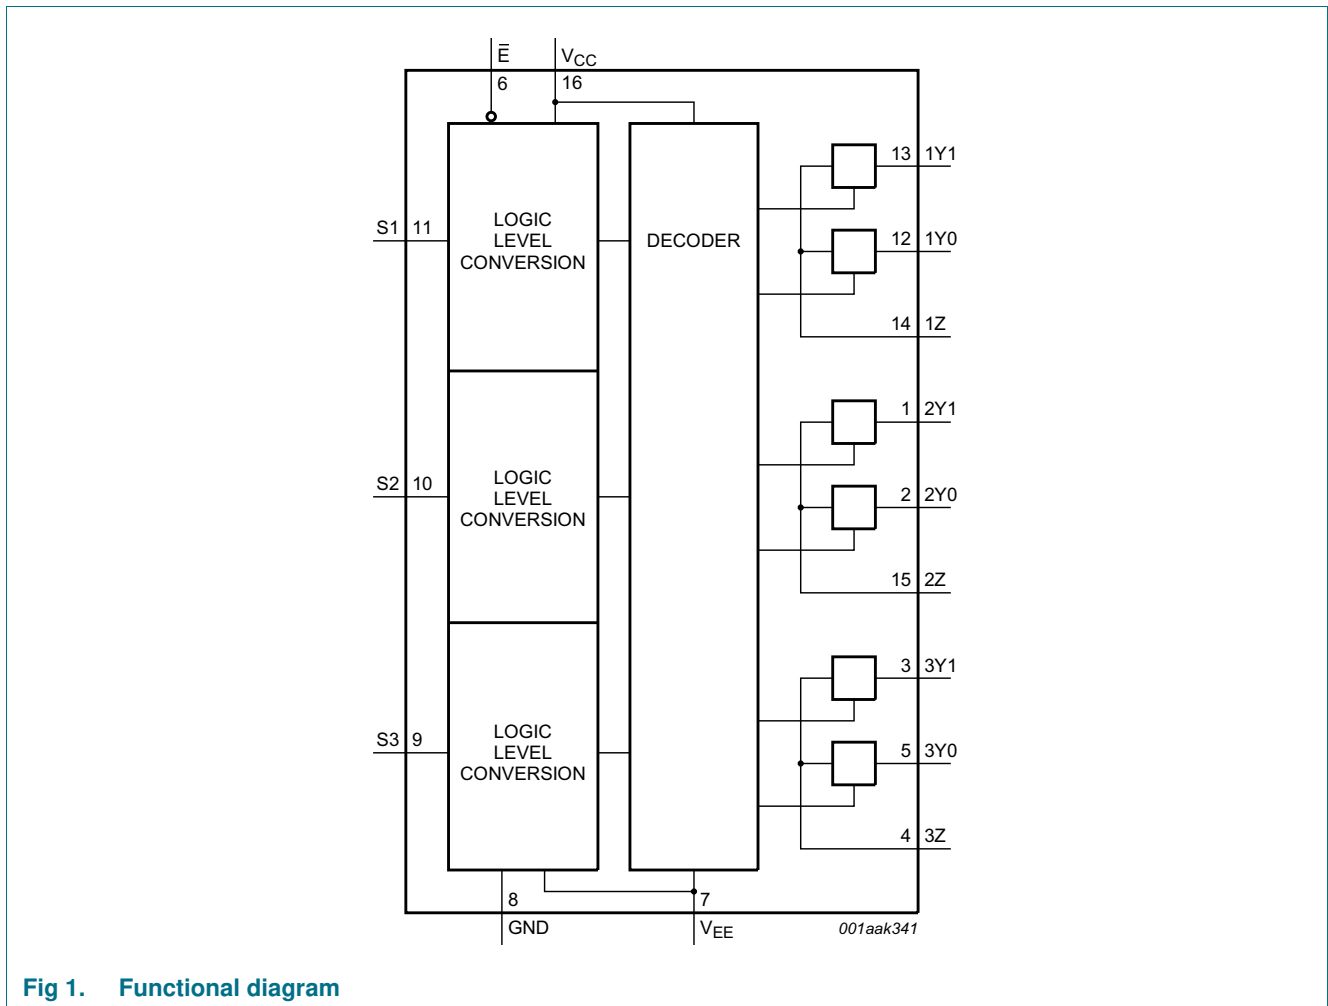 E̅ VCC
6 16
13 1Y1
S1 11
LOGIC
LEVEL
CONVERSION
DECODER
12 1Y0
14 1Z
1 2Y1
S2 10
LOGIC
LEVEL
CONVERSION
2 2Y0
15 2Z
3 3Y1
S3 9
LOGIC
LEVEL
CONVERSION
5 3Y0
4 3Z
8 7
GND VEE
001aak341
Fig 1. Functional diagram